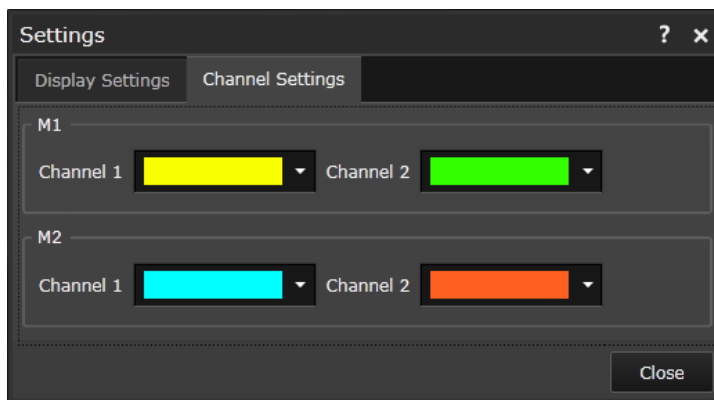 Settings ? ×
Display Settings Channel Settings
M1
Channel 1 Channel 2
M2
Channel 1 Channel 2
Close